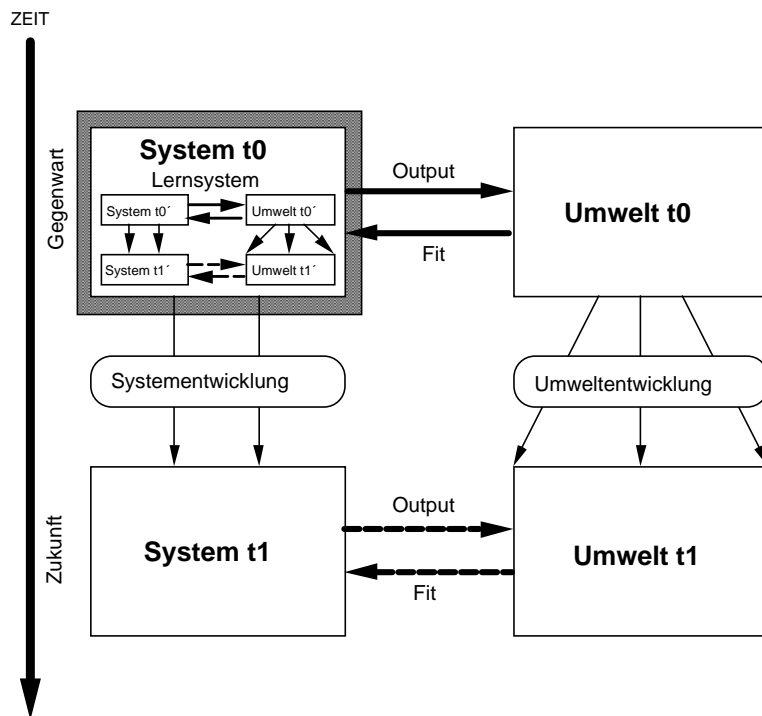 ZEIT
Gegenwart
System t0
Lernsystem
System t0´
Umwelt t0´
System t1´
Umwelt t1´
Output
Fit
Umwelt t0
Systementwicklung
Umweltentwicklung
Zukunft
System t1
Output
Fit
Umwelt t1